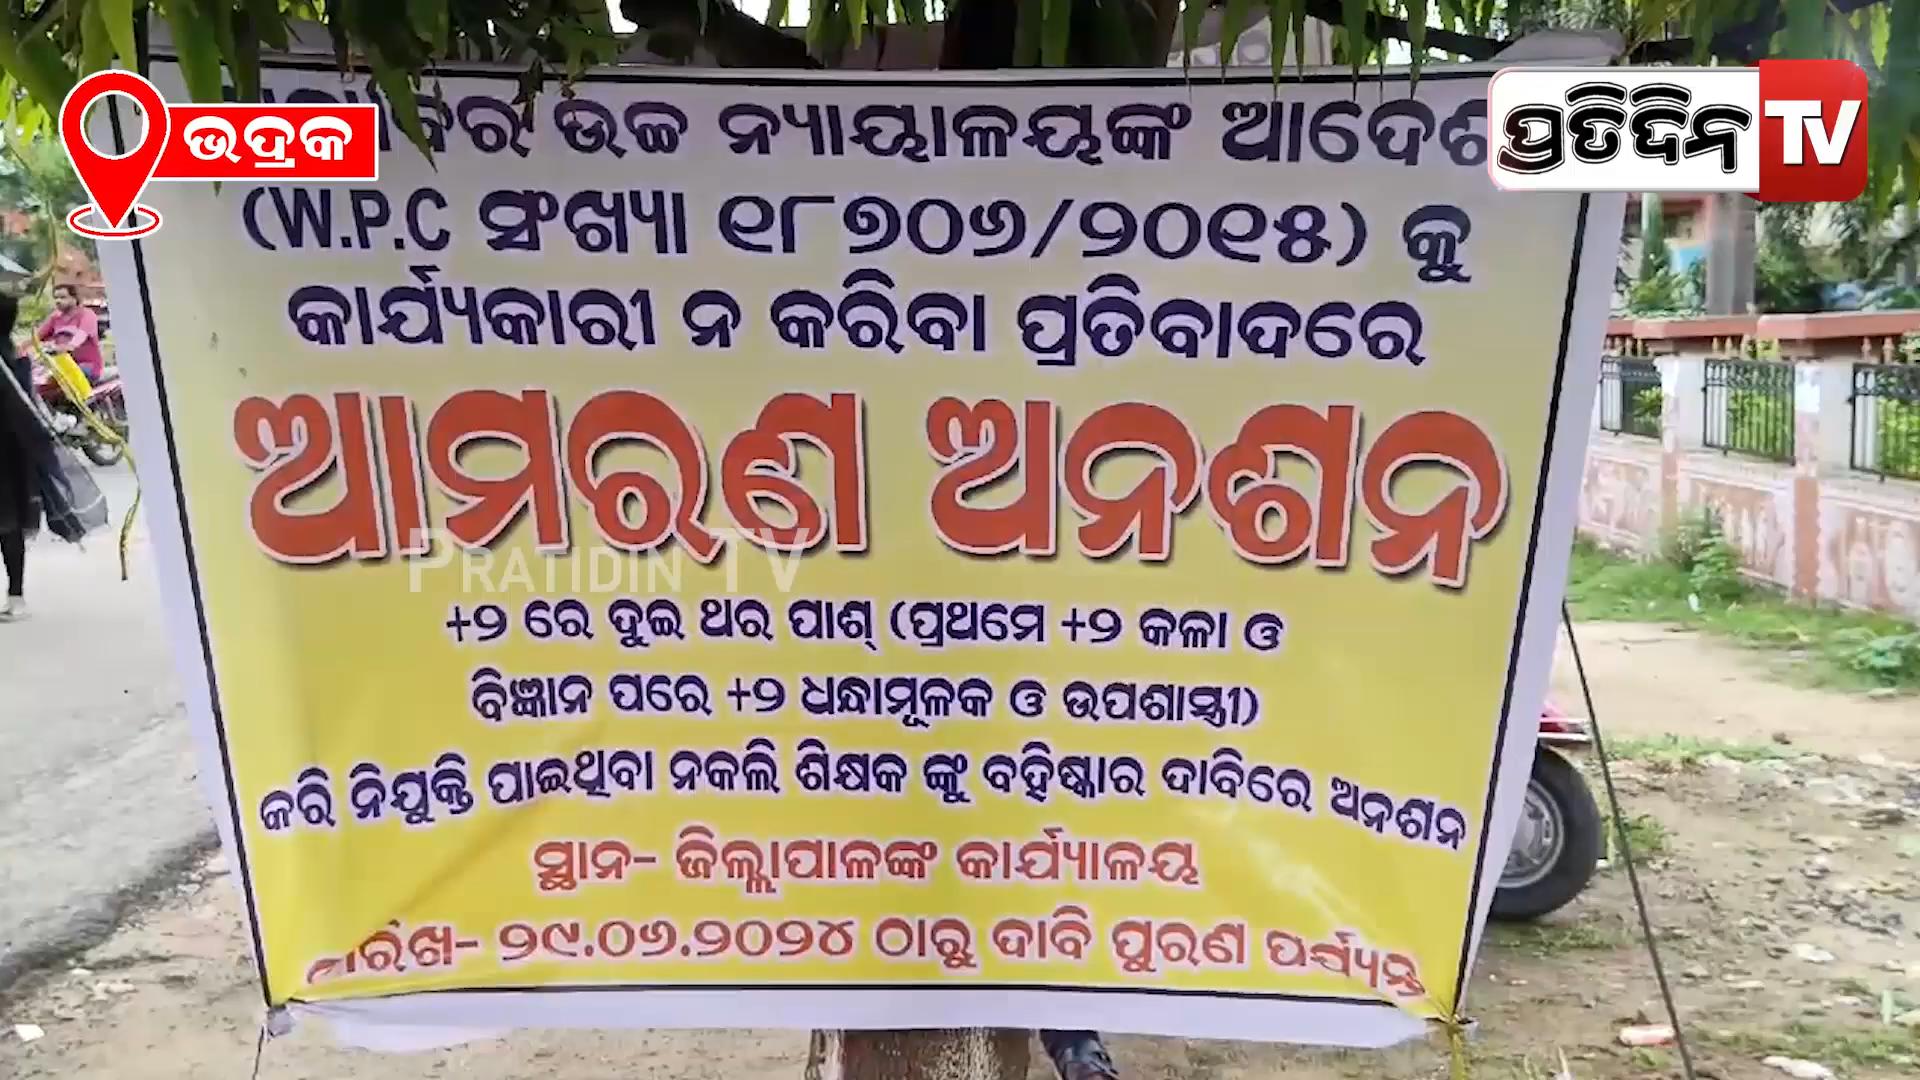 ଭଦ୍ରକ
ପ୍ରତିଦିନ TV
ଉଚ୍ଚ ନ୍ୟାୟାଳୟଙ୍କ ଆଦେଶ
(W.P.C ସଂଖ୍ୟା ୧୮୭୦୬/୨୦୧୫) କୁ
କାର୍ଯ୍ୟକାରୀ ନ କରିବା ପ୍ରତିବାଦରେ
ଆମରଣ ଅନଶନ
PRATIDIN TV
+୨ ରେ ଦୁଇ ଥର ପାଶ୍ (ପ୍ରଥମେ +୨ କଳା ଓ
ବିଜ୍ଞାନ ପରେ +୨ ଧନ୍ଦାମୂଳକ ଓ ଉପଶାସ୍ତ୍ରୀ)
କରି ନିଯୁକ୍ତି ପାଇଥିବା ନକଲି ଶିକ୍ଷକ ଙ୍କୁ ବହିଷ୍କାର ଦାବିରେ ଅନଶନ
ସ୍ଥାନ- ଜିଲ୍ଲାପାଳଙ୍କ କାର୍ଯ୍ୟାଳୟ
ତାରିଖ- ୨୯.୦୬.୨୦୨୪ ଠାରୁ ଦାବି ପୁରଣ ପର୍ଯ୍ୟନ୍ତ